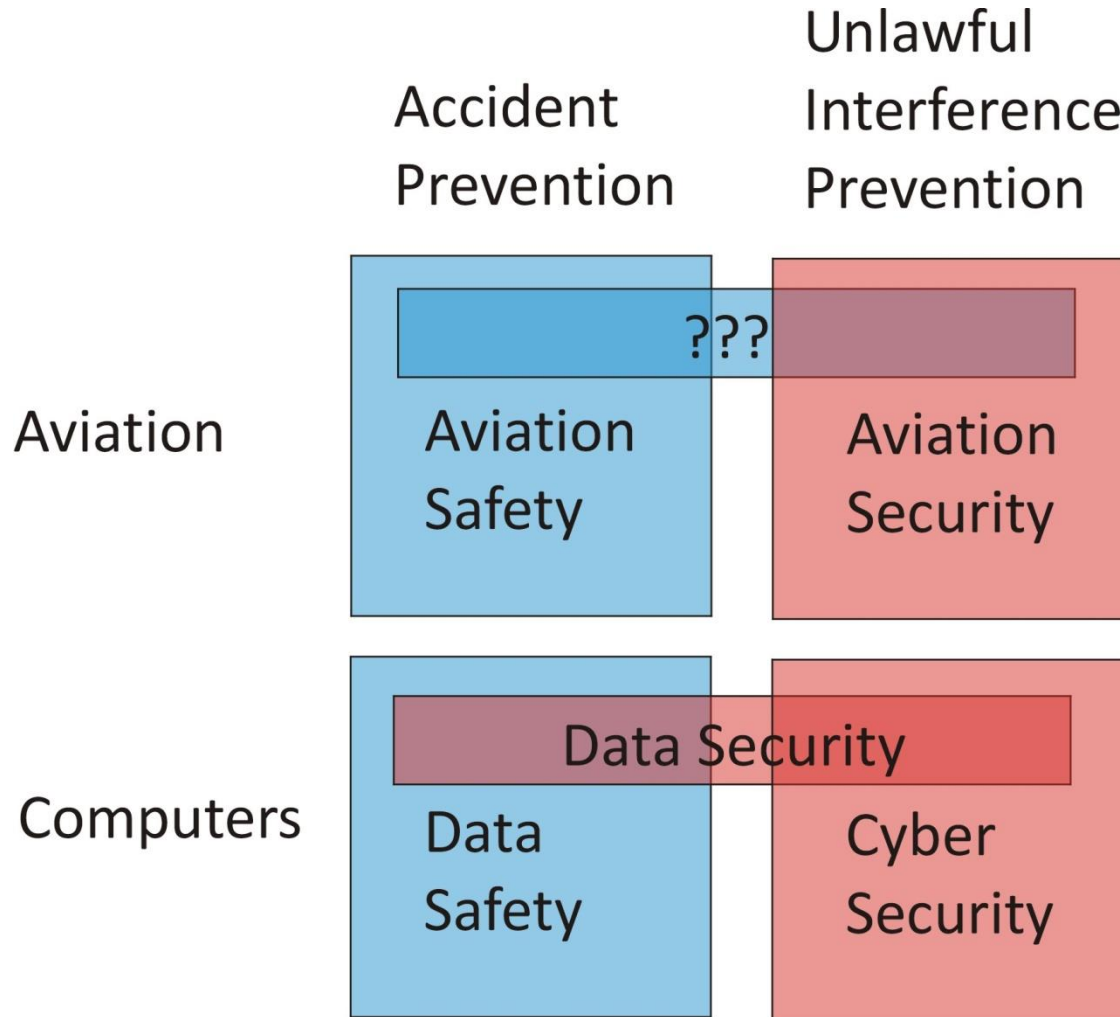 Accident
Prevention
Unlawful
Interference
Prevention
Aviation
???
Aviation
Safety
Aviation
Security
Computers
Data Security
Data
Safety
Cyber
Security